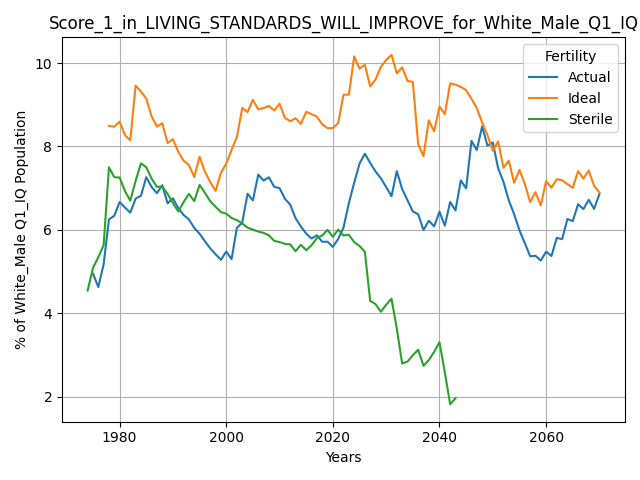 Score_1_in_LIVING_STANDARDS_WILL_IMPROVE_for_White_Male_Q1_IQ
% of White_Male Q1_IQ Population
10
8
6
4
2
Fertility
Actual
Ideal
Sterile
1980 2000 2020 2040 2060
Years